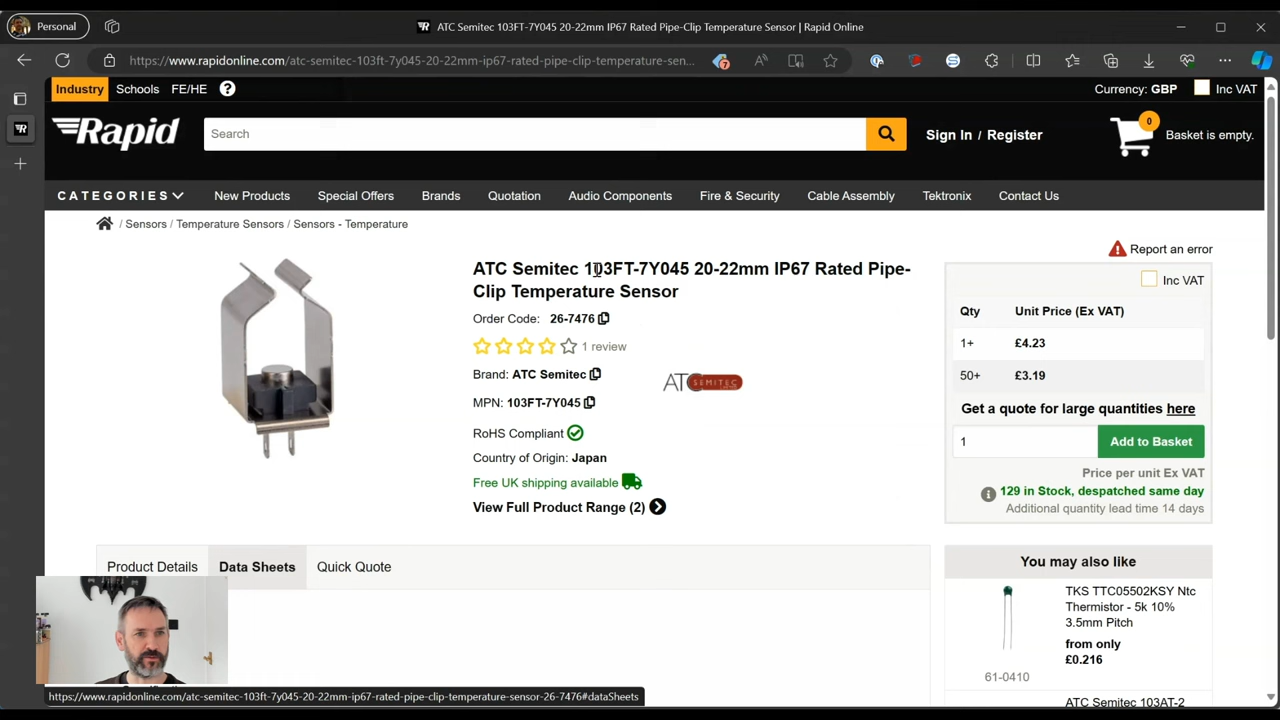 Personal
ATC Semitec 103FT-7Y045 20-22mm IP67 Rated Pipe-Clip Temperature Sensor | Rapid Online
https://www.rapidonline.com/atc-semitec-103ft-7y045-20-22mm-ip67-rated-pipe-clip-temperature-sen...
7
Industry
Schools
FE/HE
?
Currency: GBP
Inc VAT
Rapid
Search
Sign In / Register
0
Basket is empty.
CATEGORIES
New Products
Special Offers
Brands
Quotation
Audio Components
Fire & Security
Cable Assembly
Tektronix
Contact Us
/ Sensors / Temperature Sensors / Sensors - Temperature
Report an error
ATC Semitec 103FT-7Y045 20-22mm IP67 Rated Pipe-
Clip Temperature Sensor
Order Code: 26-7476
1 review
Brand: ATC Semitec
ATC SEMITEC
MPN: 103FT-7Y045
RoHS Compliant
Country of Origin: Japan
Free UK shipping available
View Full Product Range (2)
Inc VAT
Qty Unit Price (Ex VAT)
1+ £4.23
50+ £3.19
Get a quote for large quantities here
1
Add to Basket
Price per unit Ex VAT
129 in Stock, despatched same day
Additional quantity lead time 14 days
Product Details
Data Sheets
Quick Quote
You may also like
TKS TTC05502KSY Ntc
Thermistor - 5k 10%
3.5mm Pitch
from only
£0.216
61-0410
ATC Semitec 103AT-2
https://www.rapidonline.com/atc-semitec-103ft-7y045-20-22mm-ip67-rated-pipe-clip-temperature-sensor-26-7476#dataSheets